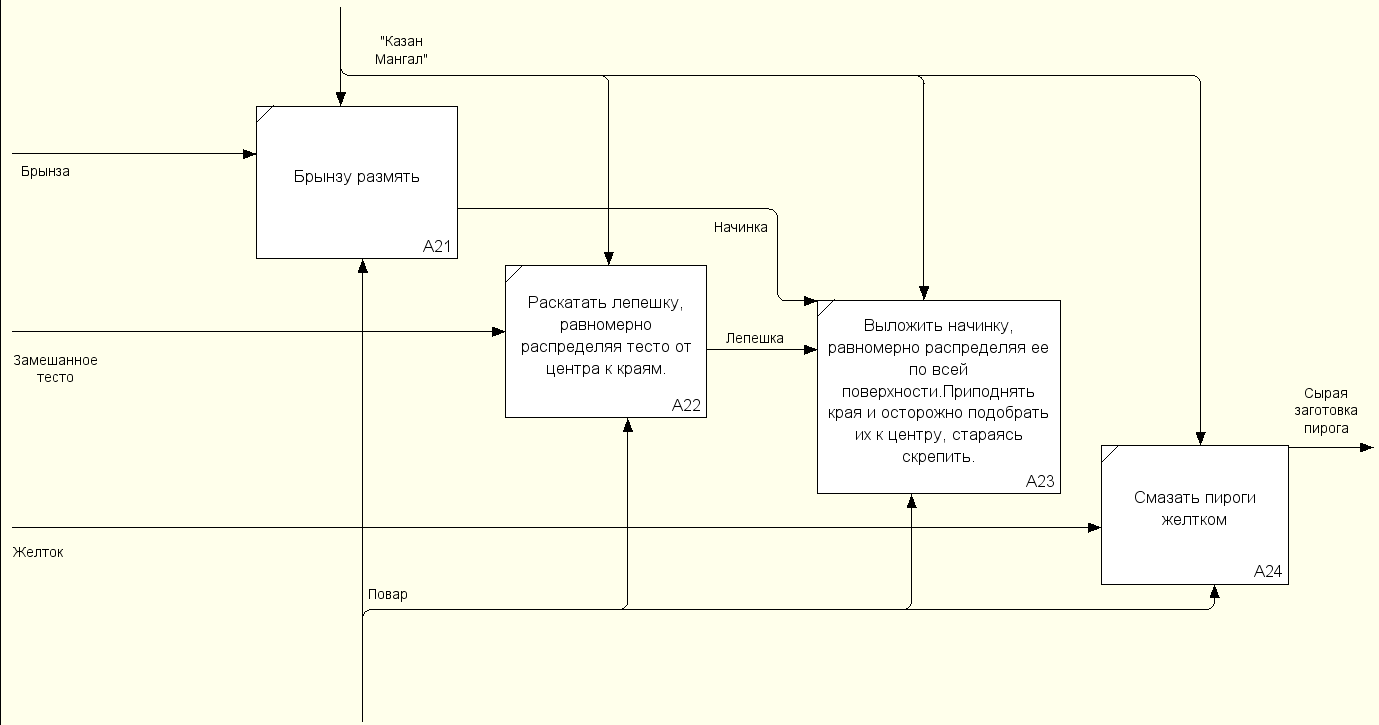 "Казан
Мангал"
Брынза
Брынзу размять
A21
Начинка
Замешанное
тесто
Раскатать лепешку,
равномерно
распределяя тесто от
центра к краям.
A22
Лепешка
Выложить начинку,
равномерно распределяя ее
по всей
поверхности.Приподнять
края и осторожно подобрать
их к центру, стараясь
скрепить.
A23
Сырая
заготовка
пирога
Желток
Смазать пироги
желтком
A24
Повар